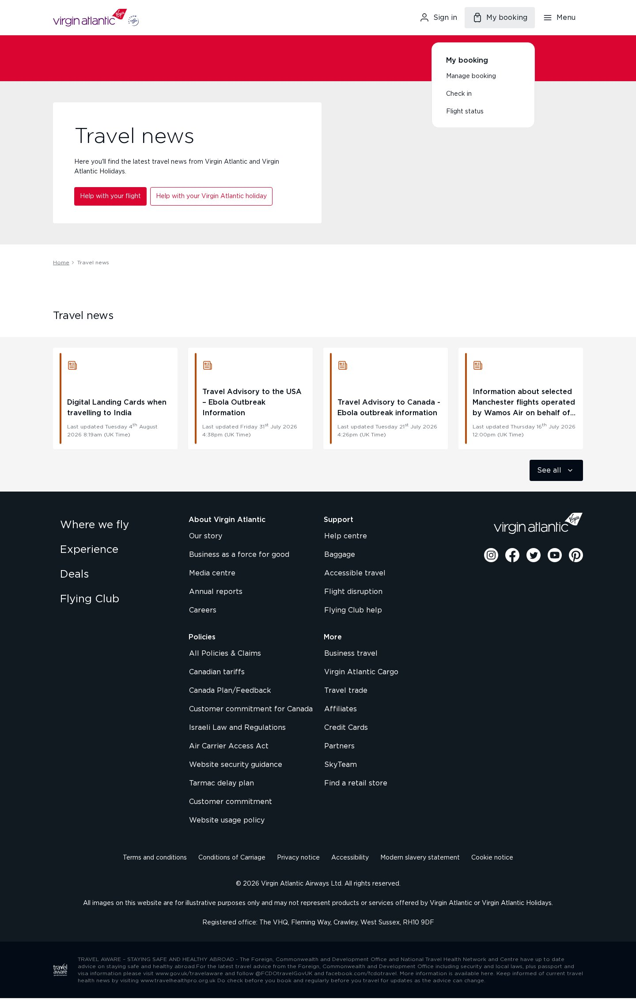 virgin atlantic
Sign in
My booking
Menu
My booking
Manage booking
Check in
Flight status
Travel news
Here you'll find the latest travel news from Virgin Atlantic and Virgin
Atlantic Holidays.
Help with your flight
Help with your Virgin Atlantic holiday
Home
Travel news
Travel news
Digital Landing Cards when
travelling to India
Last updated Tuesday 4th August
2026 8:19am (UK Time)
Travel Advisory to the USA
– Ebola Outbreak
Information
Last updated Friday 31st July 2026
4:38pm (UK Time)
Travel Advisory to Canada -
Ebola outbreak information
Last updated Tuesday 21st July 2026
4:26pm (UK Time)
Information about selected
Manchester flights operated
by Wamos Air on behalf of...
Last updated Thursday 16th July 2026
12:00pm (UK Time)
See all
Where we fly
Experience
Deals
Flying Club
About Virgin Atlantic
Our story
Business as a force for good
Media centre
Annual reports
Careers
Support
Help centre
Baggage
Accessible travel
Flight disruption
Flying Club help
virgin atlantic
Policies
All Policies & Claims
Canadian tariffs
Canada Plan/Feedback
Customer commitment for Canada
Israeli Law and Regulations
Air Carrier Access Act
Website security guidance
Tarmac delay plan
Customer commitment
Website usage policy
More
Business travel
Virgin Atlantic Cargo
Travel trade
Affiliates
Credit Cards
Partners
SkyTeam
Find a retail store
Terms and conditions
Conditions of Carriage
Privacy notice
Accessibility
Modern slavery statement
Cookie notice
© 2026 Virgin Atlantic Airways Ltd. All rights reserved.
All images on this website are for illustrative purposes only and may not represent products or services offered by Virgin Atlantic or Virgin Atlantic Holidays.
Registered office: The VHQ, Fleming Way, Crawley, West Sussex, RH10 9DF
travel
aware
TRAVEL AWARE – STAYING SAFE AND HEALTHY ABROAD - The Foreign, Commonwealth and Development Office and National Travel Health Network and Centre have up to date
advice on staying safe and healthy abroad.For the latest travel advice from the Foreign, Commonwealth and Development Office including security and local laws, plus passport and
visa information please visit www.gov.uk/travelaware and follow @FCDOtravelGovUK and facebook.com/fcdotravel. More information is available here. Keep informed of current travel
health news by visiting www.travelhealthpro.org.uk Do check before you book and regularly before you travel for updates as the advice can change.